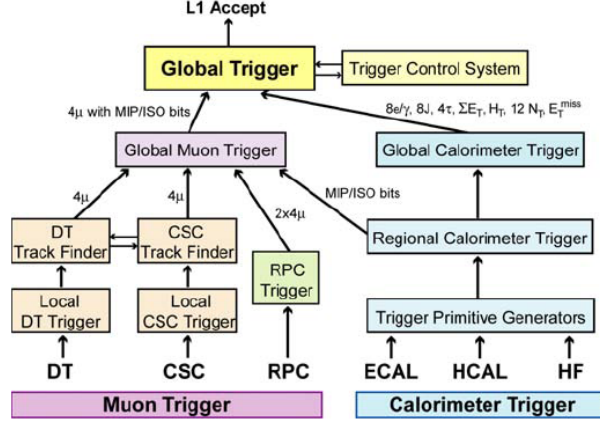 L1 Accept
Global Trigger
Trigger Control System
4μ with MIP/ISO bits
8e/γ, 8J, 4τ, ΣE_T, H_T, 12 N_T, E_T^miss
Global Muon Trigger
Global Calorimeter Trigger
4μ
4μ
2x4μ
MIP/ISO bits
DT
Track Finder
CSC
Track Finder
Regional Calorimeter Trigger
RPC
Trigger
Local
DT Trigger
Local
CSC Trigger
Trigger Primitive Generators
DT
CSC
RPC
ECAL
HCAL
HF
Muon Trigger
Calorimeter Trigger